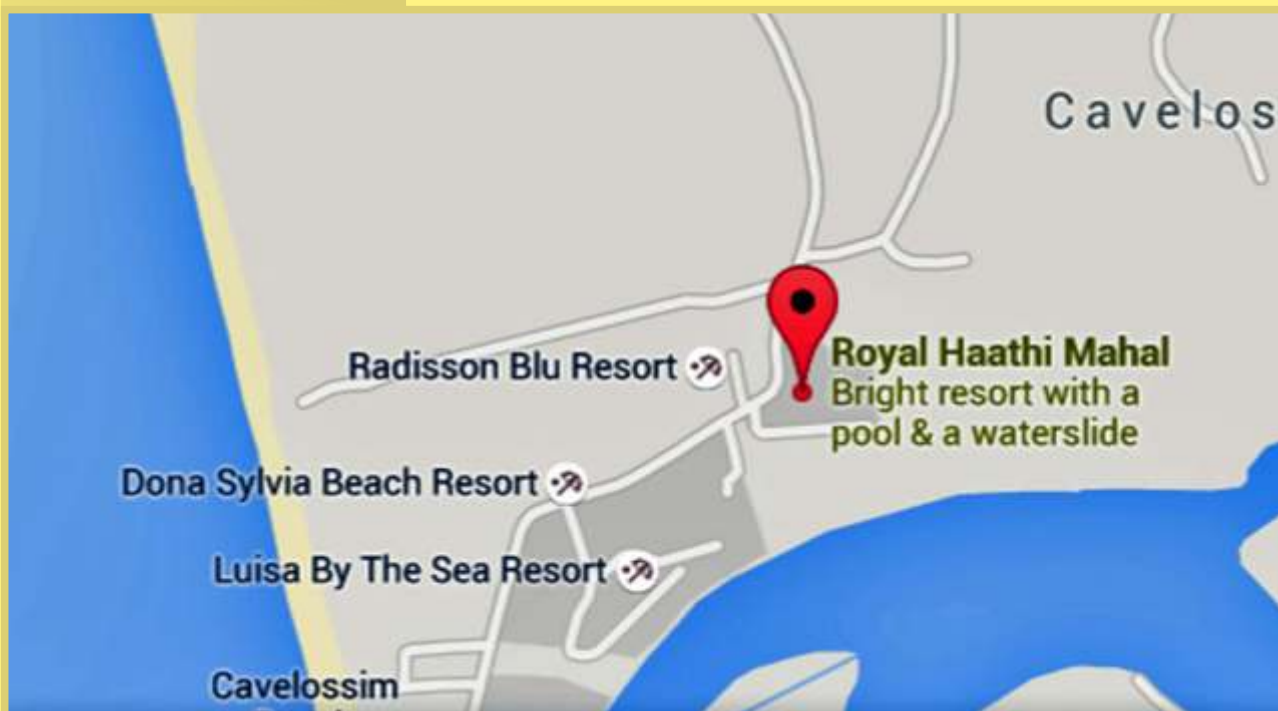 Cavelos
Radisson Blu Resort
Royal Haathi Mahal
Bright resort with a
pool & a waterslide
Dona Sylvia Beach Resort
Luisa By The Sea Resort
Cavelossim